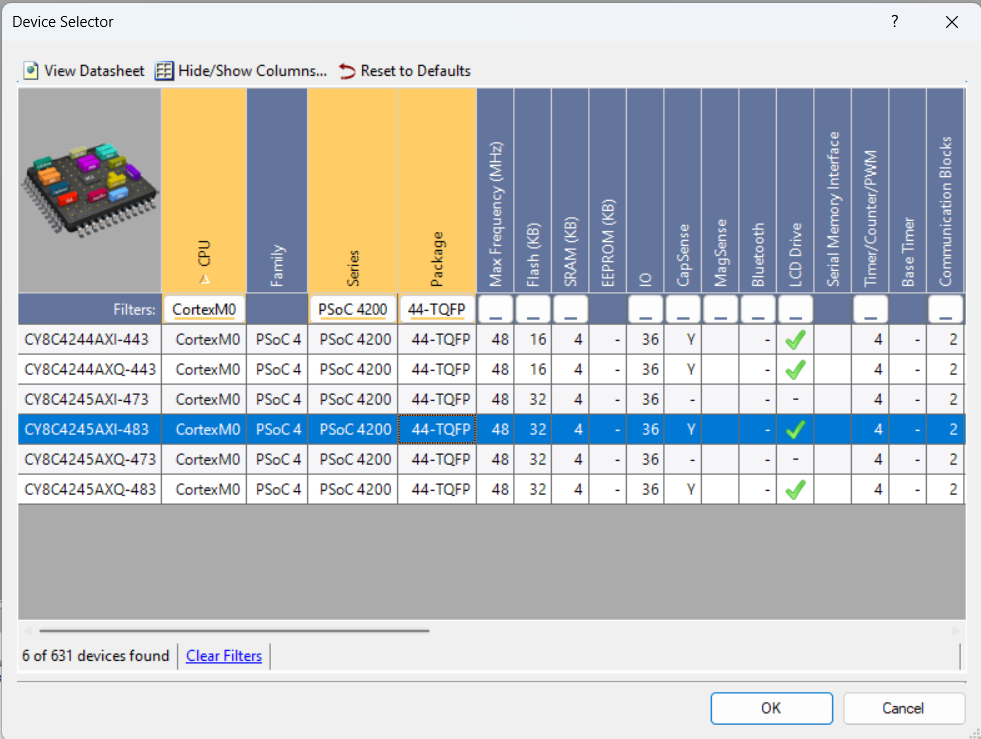 Device Selector ?
View Datasheet Hide/Show Columns... Reset to Defaults
CPU Family Series Package Max Frequency (MHz) Flash (KB) SRAM (KB) EEPROM (KB) IO CapSense MagSense Bluetooth LCD Drive Serial Memory Interface Timer/Counter/PWM Base Timer Communication Blocks
Filters: CortexM0 PSoC 4200 44-TQFP _ _ _ _ _ _ _ _ _ _
CY8C4244AXI-443 CortexM0 PSoC 4 PSoC 4200 44-TQFP 48 16 4 - 36 Y - 4 - 2
CY8C4244AXQ-443 CortexM0 PSoC 4 PSoC 4200 44-TQFP 48 16 4 - 36 Y - 4 - 2
CY8C4245AXI-473 CortexM0 PSoC 4 PSoC 4200 44-TQFP 48 32 4 - 36 - - - 4 - 2
CY8C4245AXI-483 CortexM0 PSoC 4 PSoC 4200 44-TQFP 48 32 4 - 36 Y - 4 - 2
CY8C4245AXQ-473 CortexM0 PSoC 4 PSoC 4200 44-TQFP 48 32 4 - 36 - - - 4 - 2
CY8C4245AXQ-483 CortexM0 PSoC 4 PSoC 4200 44-TQFP 48 32 4 - 36 Y - 4 - 2
6 of 631 devices found Clear Filters
OK Cancel